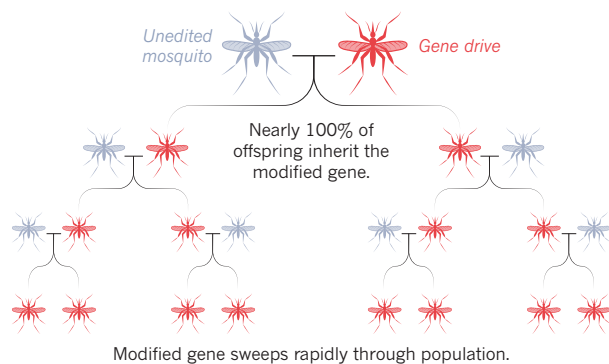 Unedited
mosquito
Gene drive
Nearly 100% of
offspring inherit the
modified gene.
Modified gene sweeps rapidly through population.